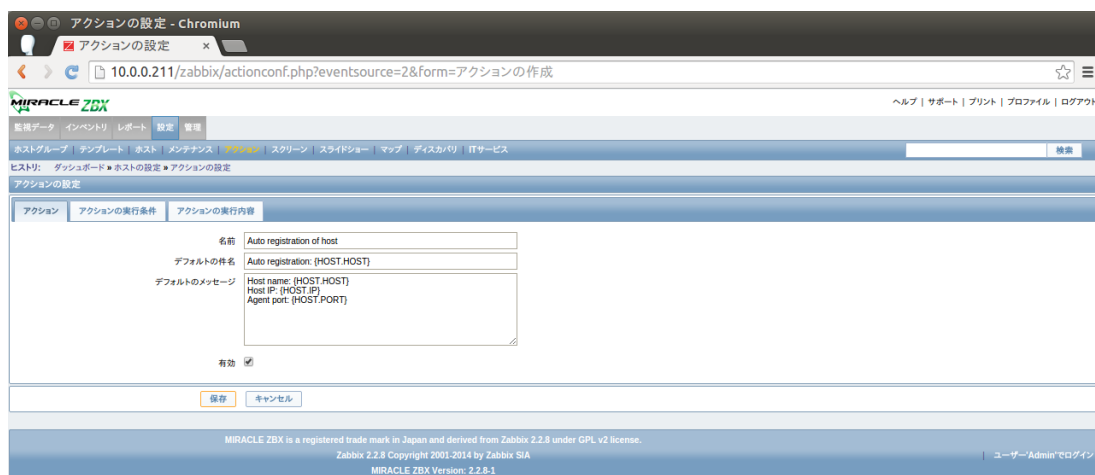 アクションの設定 - Chromium
アクションの設定 ×
10.0.0.211/zabbix/actionconf.php?eventsource=2&form=アクションの作成
MIRACLE ZBX
ヘルプ | サポート | プリント | プロファイル | ログアウト
監視データ インベントリ レポート 設定 管理
ホストグループ | テンプレート | ホスト | メンテナンス | アクション | スクリーン | スライドショー | マップ | ディスカバリ | ITサービス 検索
ヒストリ: ダッシュボード » ホストの設定 » アクションの設定
アクションの設定
アクション アクションの実行条件 アクションの実行内容
名前 Auto registration of host
デフォルトの件名 Auto registration: {HOST.HOST}
デフォルトのメッセージ Host name: {HOST.HOST}
Host IP: {HOST.IP}
Agent port: {HOST.PORT}
有効
保存 キャンセル
MIRACLE ZBX is a registered trade mark in Japan and derived from Zabbix 2.2.8 under GPL v2 license.
Zabbix 2.2.8 Copyright 2001-2014 by Zabbix SIA | ユーザー'Admin'でログイン
MIRACLE ZBX Version: 2.2.8-1